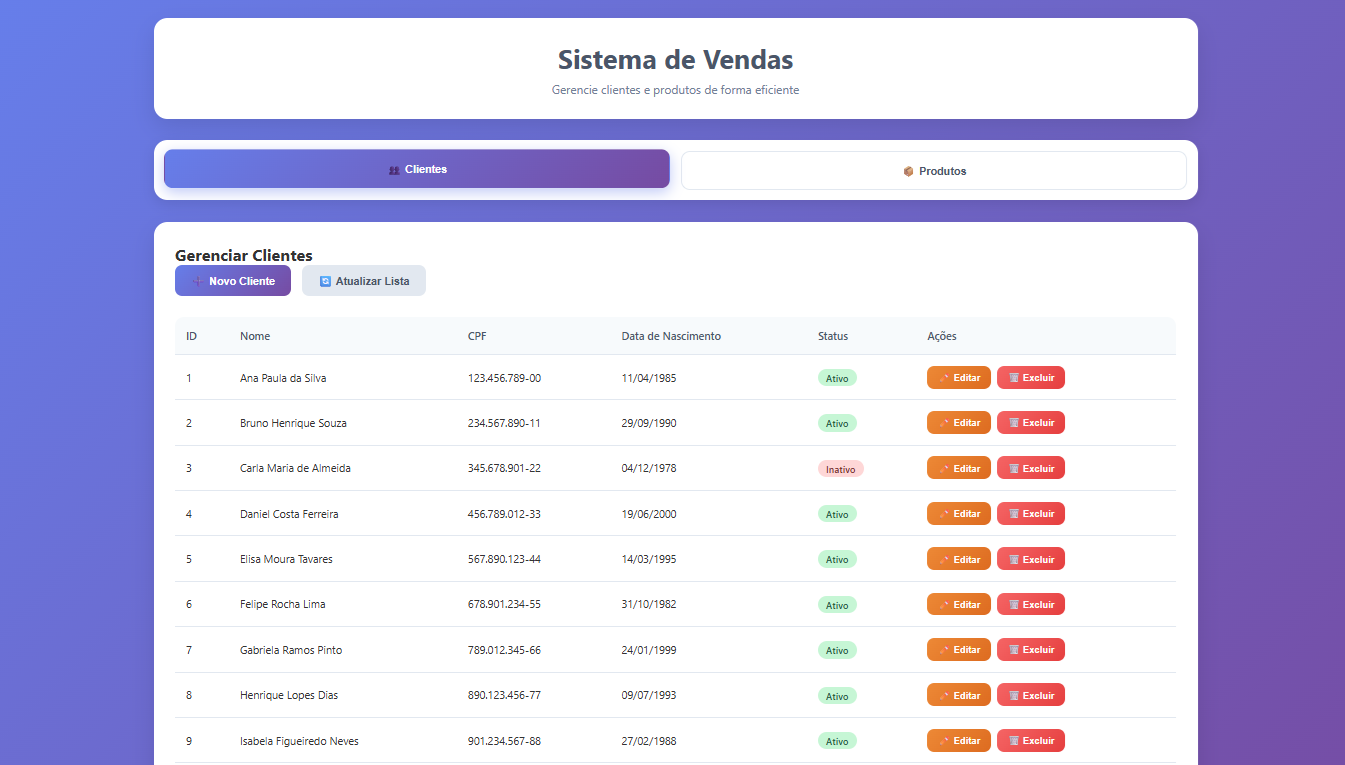 Sistema de Vendas
Gerencie clientes e produtos de forma eficiente
👥 Clientes 📦 Produtos
Gerenciar Clientes
➕ Novo Cliente 🔄 Atualizar Lista
ID Nome CPF Data de Nascimento Status Ações
1 Ana Paula da Silva 123.456.789-00 11/04/1985 Ativo Editar Excluir
2 Bruno Henrique Souza 234.567.890-11 29/09/1990 Ativo Editar Excluir
3 Carla Maria de Almeida 345.678.901-22 04/12/1978 Inativo Editar Excluir
4 Daniel Costa Ferreira 456.789.012-33 19/06/2000 Ativo Editar Excluir
5 Elisa Moura Tavares 567.890.123-44 14/03/1995 Ativo Editar Excluir
6 Felipe Rocha Lima 678.901.234-55 31/10/1982 Ativo Editar Excluir
7 Gabriela Ramos Pinto 789.012.345-66 24/01/1999 Ativo Editar Excluir
8 Henrique Lopes Dias 890.123.456-77 09/07/1993 Ativo Editar Excluir
9 Isabela Figueiredo Neves 901.234.567-88 27/02/1988 Ativo Editar Excluir